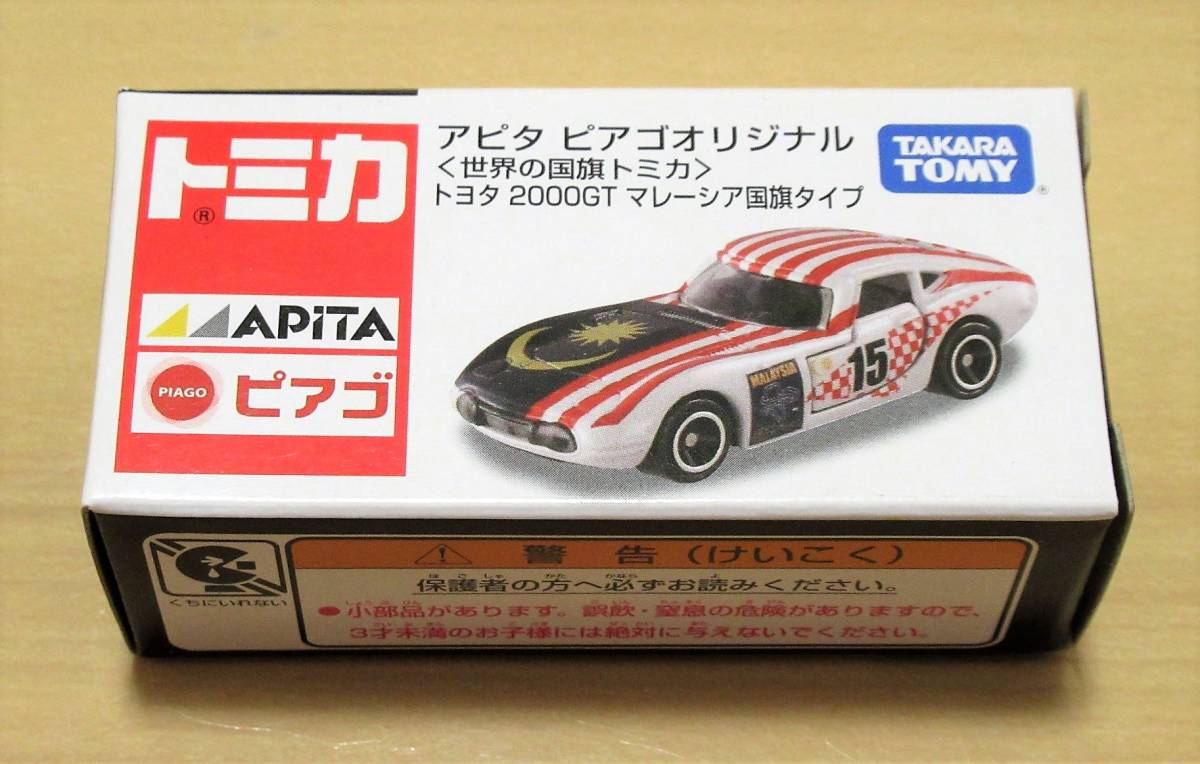 トミカ
®
APiTA
PIAGO ピアゴ
アピタ ピアゴオリジナル
<世界の国旗トミカ>
トヨタ 2000GT マレーシア国旗タイプ
TAKARA
TOMY
®
MALAYSIA
15
くちにいれない
警告(けいこく)
保護者の方へ必ずお読みください。
●小部品があります。誤飲・窒息の危険がありますので、
3才未満のお子様には絶対に与えないでください。